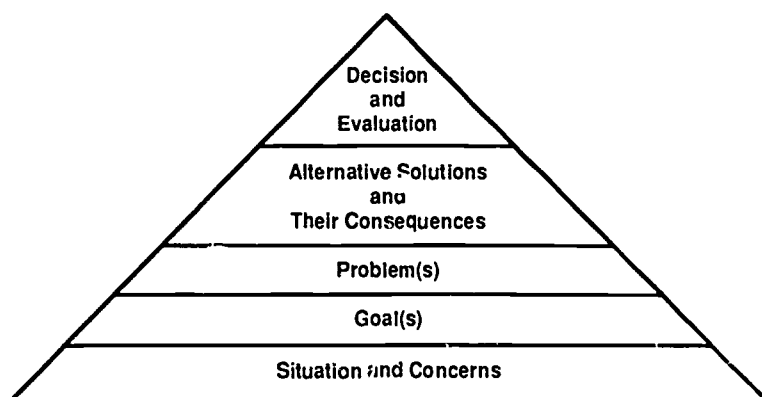 Decision
and
Evaluation
Alternative Solutions
and
Their Consequences
Problem(s)
Goal(s)
Situation and Concerns